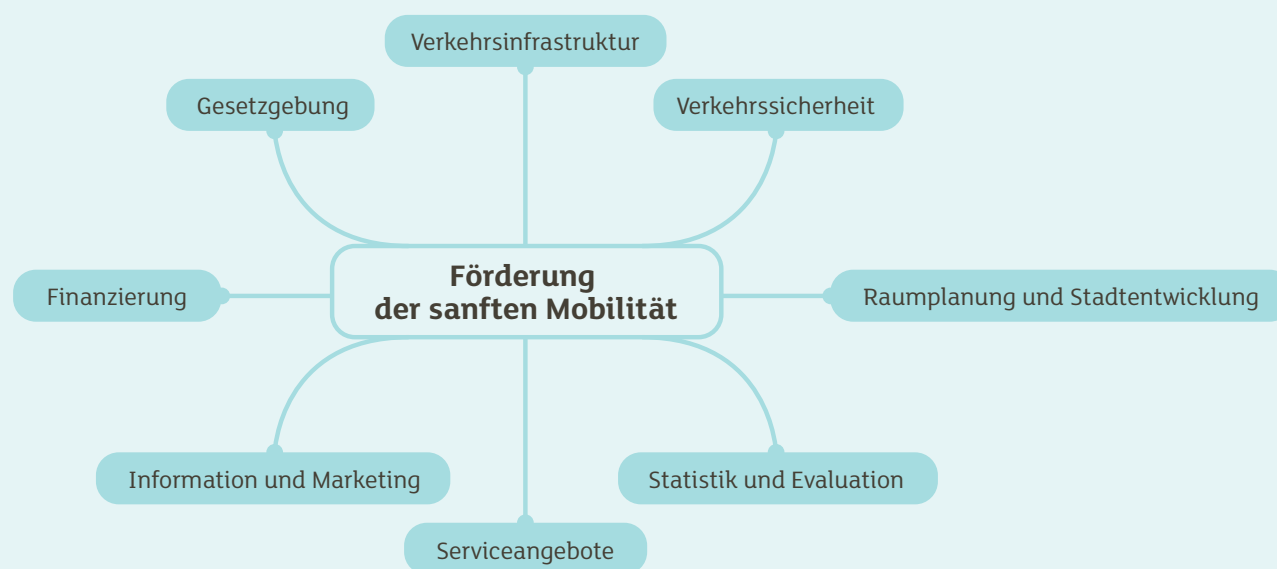 Verkehrsinfrastruktur
Gesetzgebung
Verkehrssicherheit
Förderung
der sanften Mobilität
Finanzierung
Raumplanung und Stadtentwicklung
Information und Marketing
Statistik und Evaluation
Serviceangebote